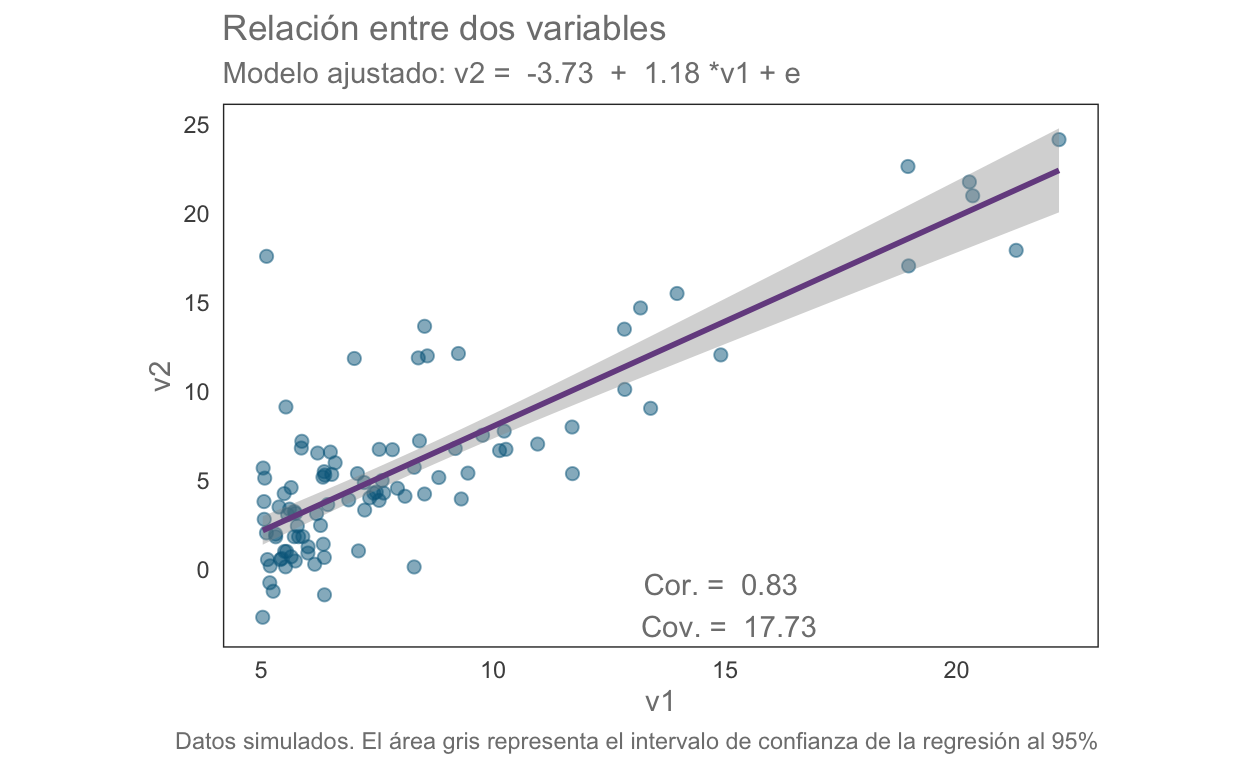 Relación entre dos variables
Modelo ajustado: v2 =  -3.73  +  1.18 *v1 + e
25
20
15
10
5
0
v2
Cor. =  0.83
Cov. =  17.73
5 10 15 20
v1
Datos simulados. El área gris representa el intervalo de confianza de la regresión al 95%